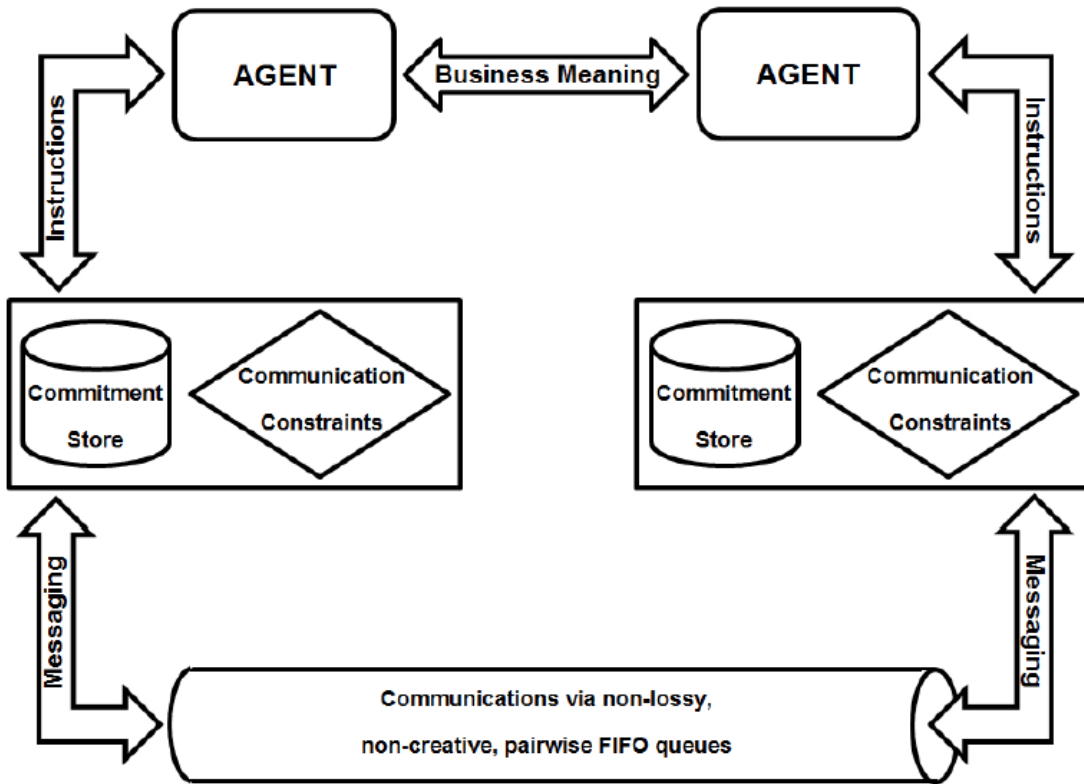 AGENT
Business Meaning
AGENT
Instructions
Instructions
Commitment
Store
Communication
Constraints
Commitment
Store
Communication
Constraints
Messaging
Messaging
Communications via non-lossy,
non-creative, pairwise FIFO queues